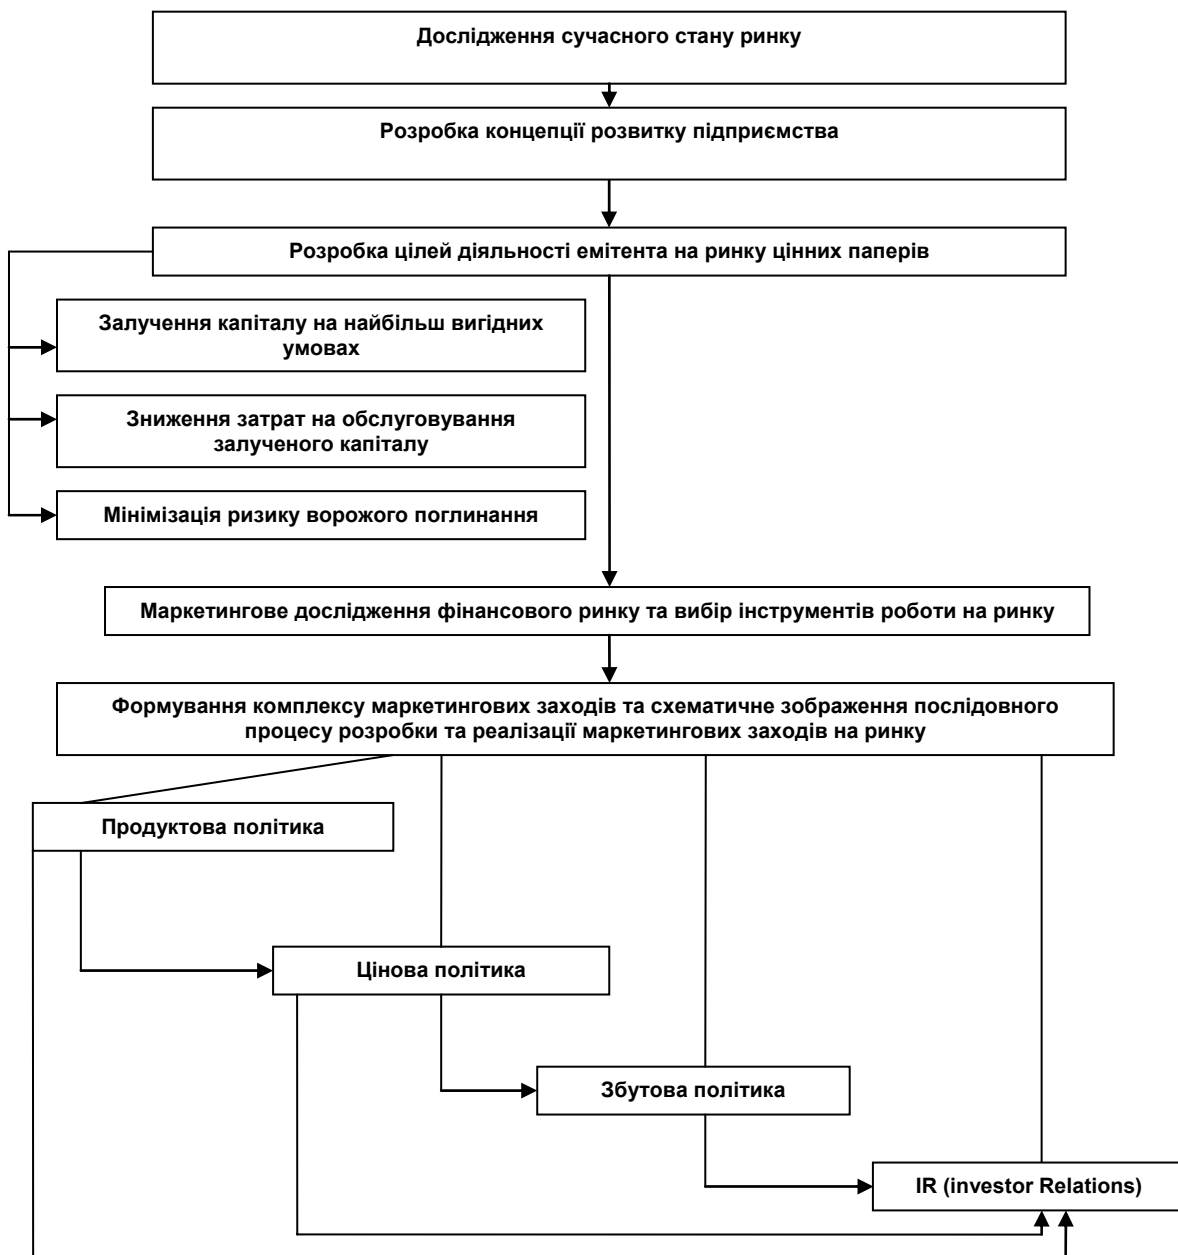 Дослідження сучасного стану ринку
Розробка концепції розвитку підприємства
Розробка цілей діяльності емітента на ринку цінних паперів
Залучення капіталу на найбільш вигідних
умовах
Зниження затрат на обслуговування
залученого капіталу
Мінімізація ризику ворожого поглинання
Маркетингове дослідження фінансового ринку та вибір інструментів роботи на ринку
Формування комплексу маркетингових заходів та схематичне зображення послідовного
процесу розробки та реалізації маркетингових заходів на ринку
Продуктова політика
Цінова політика
Збутова політика
IR (investor Relations)